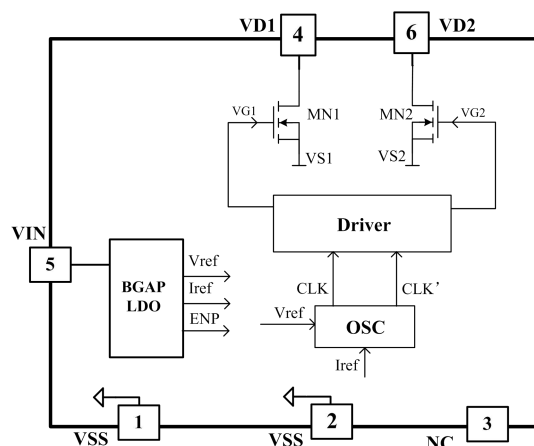 VD1 4 6 VD2
VG1 MN1 MN2 VG2
VS1 VS2
VIN
5
Driver
BGAP
LDO
Vref
Iref
ENP
CLK CLK'
Vref
OSC
Iref
1 2 3
VSS VSS NC